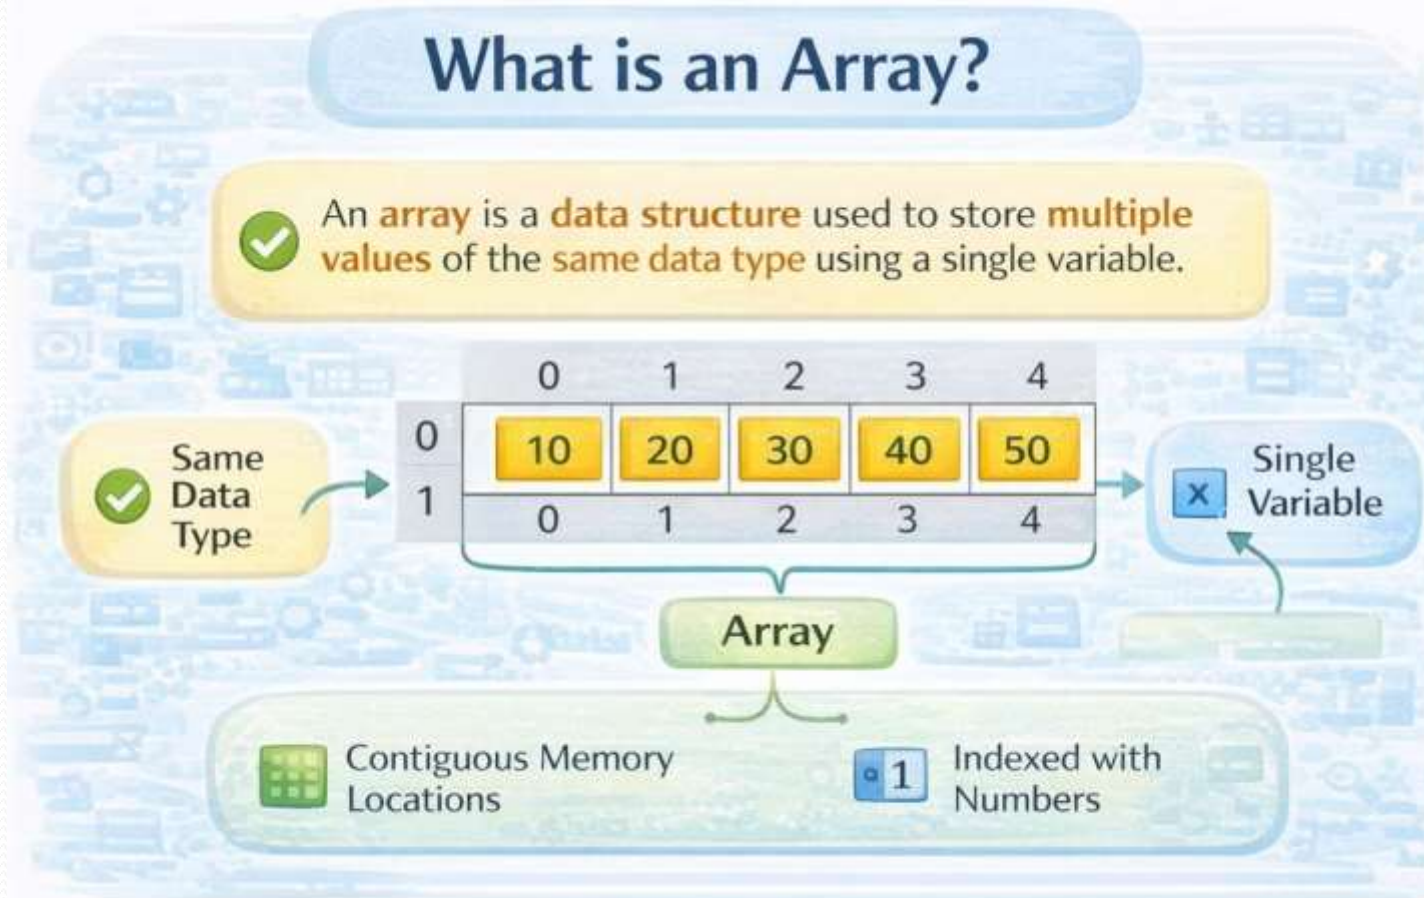 What is an Array?
An array is a data structure used to store multiple
values of the same data type using a single variable.
0 1 2 3 4
Same
Data
Type
0
1
10 20 30 40 50
0 1 2 3 4
x
Single
Variable
Array
Contiguous Memory
Locations
1
Indexed with
Numbers